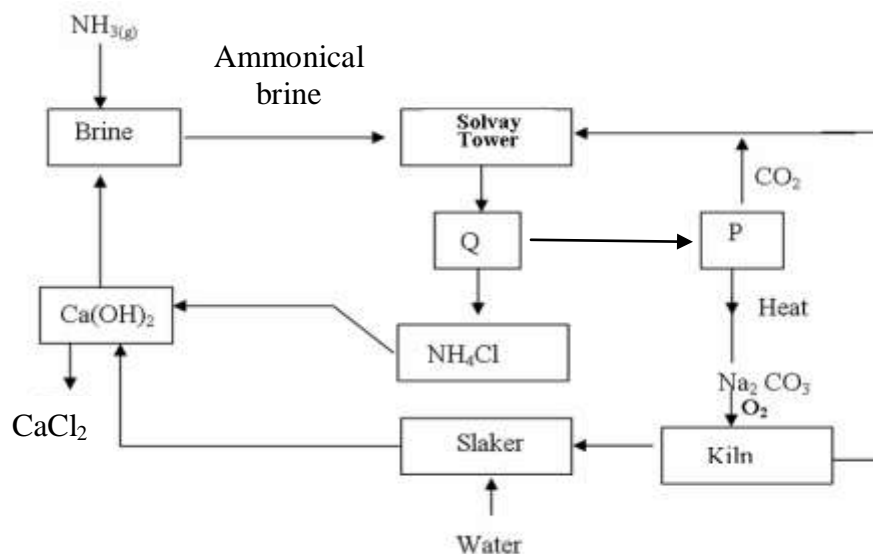 NH₃(g)
Ammonical
brine
Brine
Solvay
Tower
CO₂
Q
P
Ca(OH)₂
Heat
NH₄Cl
Na₂ CO₃
O₂
CaCl₂
Slaker
Kiln
Water